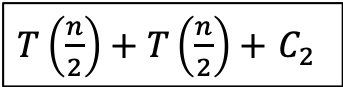 T(n/2) + T(n/2) + C₂